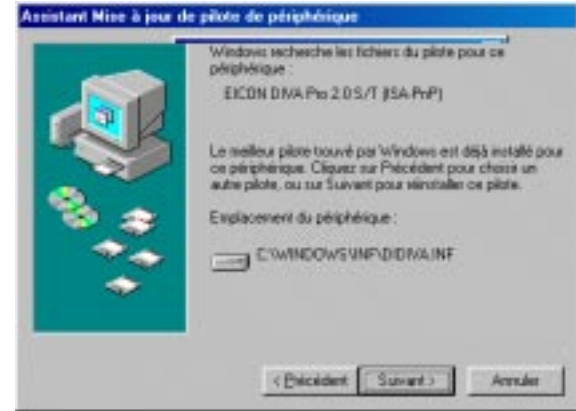 Assistant Mise à jour de pilote de périphérique
Windows recherche les fichiers du pilote pour ce
périphérique :
EICON DIVA Pro 2.0 S/T (ISA PnP)
Le meilleur pilote trouvé par Windows est déjà installé pour
ce périphérique. Cliquez sur Précédent pour choisir un
autre pilote, ou sur Suivant pour réinstaller ce pilote.
Emplacement du périphérique :
C:\WINDOWS\INF\DIDIVA.INF
< Précédent
Suivant >
Annuler